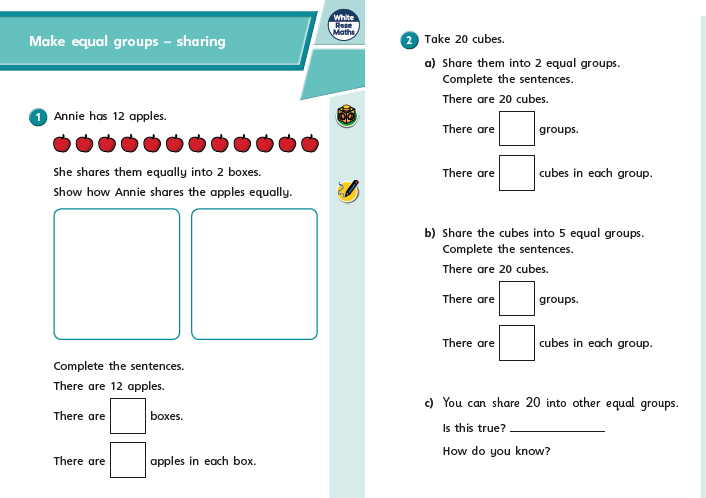 Make equal groups – sharing
White
Rose
Maths
1 Annie has 12 apples.
She shares them equally into 2 boxes.
Show how Annie shares the apples equally.
Complete the sentences.
There are 12 apples.
There are boxes.
There are apples in each box.
2 Take 20 cubes.
a) Share them into 2 equal groups.
Complete the sentences.
There are 20 cubes.
There are groups.
There are cubes in each group.
b) Share the cubes into 5 equal groups.
Complete the sentences.
There are 20 cubes.
There are groups.
There are cubes in each group.
c) You can share 20 into other equal groups.
Is this true?
How do you know?